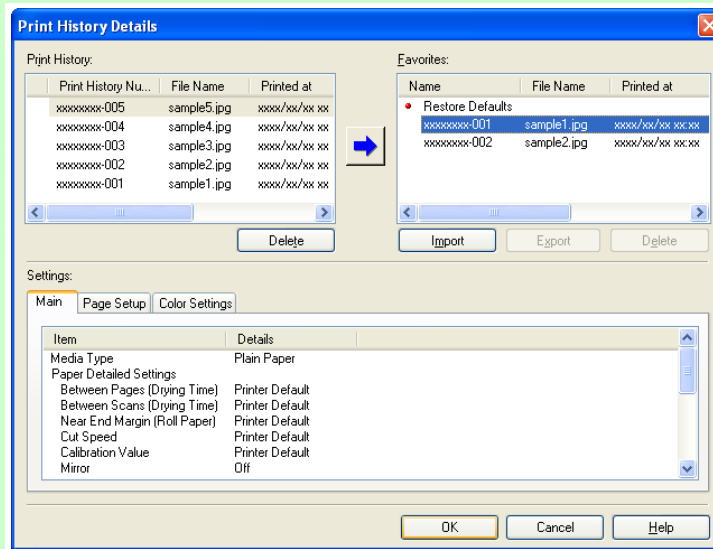 Print History Details
Print History:
Print History Nu... File Name Printed at
xxxxxxxx-005 sample5.jpg xxxx/xx/xx xx
xxxxxxxx-004 sample4.jpg xxxx/xx/xx xx
xxxxxxxx-003 sample3.jpg xxxx/xx/xx xx
xxxxxxxx-002 sample2.jpg xxxx/xx/xx xx
xxxxxxxx-001 sample1.jpg xxxx/xx/xx xx
Delete
Favorites:
Name File Name Printed at
Restore Defaults
xxxxxxxx-001 sample1.jpg xxxx/xx/xx xx:xx
xxxxxxxx-002 sample2.jpg xxxx/xx/xx xx:xx
Import Export Delete
Settings:
Main Page Setup Color Settings
Item Details
Media Type Plain Paper
Paper Detailed Settings
Between Pages (Drying Time) Printer Default
Between Scans (Drying Time) Printer Default
Near End Margin (Roll Paper) Printer Default
Cut Speed Printer Default
Calibration Value Printer Default
Mirror Off
OK Cancel Help